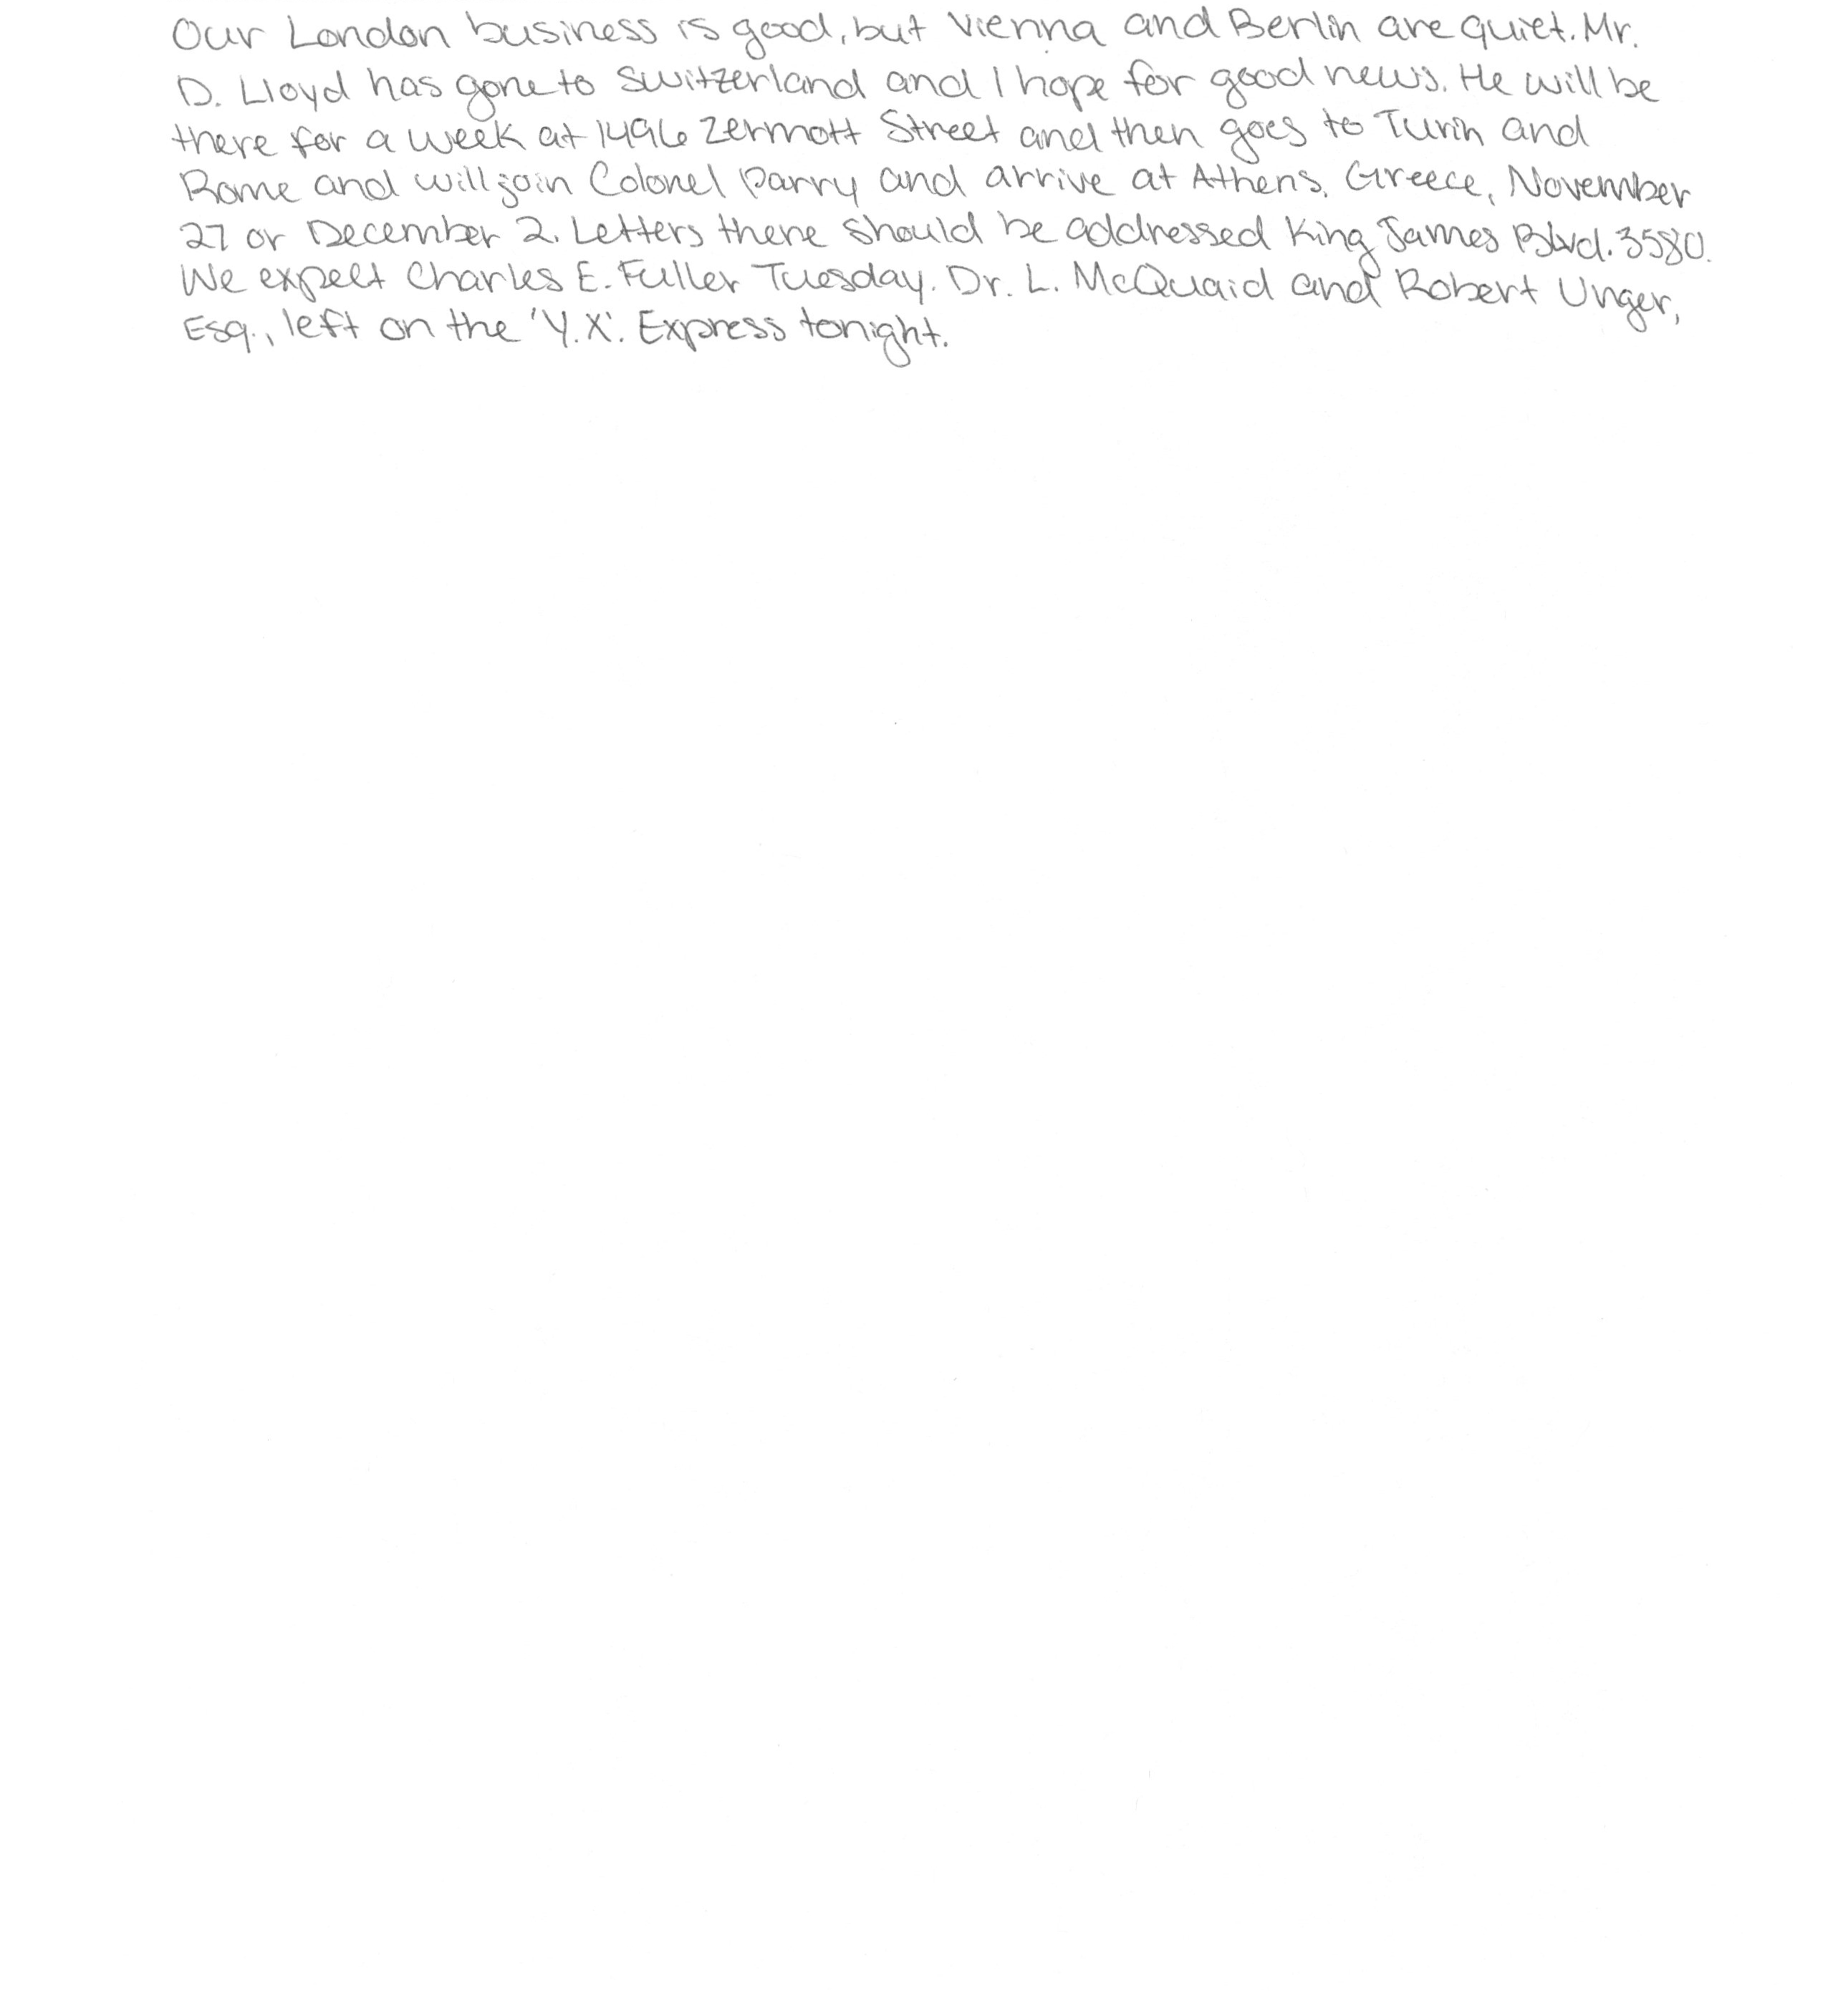 Our London business is good, but Vienna and Berlin are quiet. Mr.
D. Lloyd has gone to Switzerland and I hope for good news. He will be
there for a week at 1496 Zermott Street and then goes to Turin and
Rome and will join Colonel Parry and arrive at Athens, Greece, November
27 or December 2. Letters there should be addressed King James Blvd. 3580.
We expect Charles E. Fuller Tuesday. Dr. L. McQuaid and Robert Unger,
Esq., left on the 'Y.X.' Express tonight.